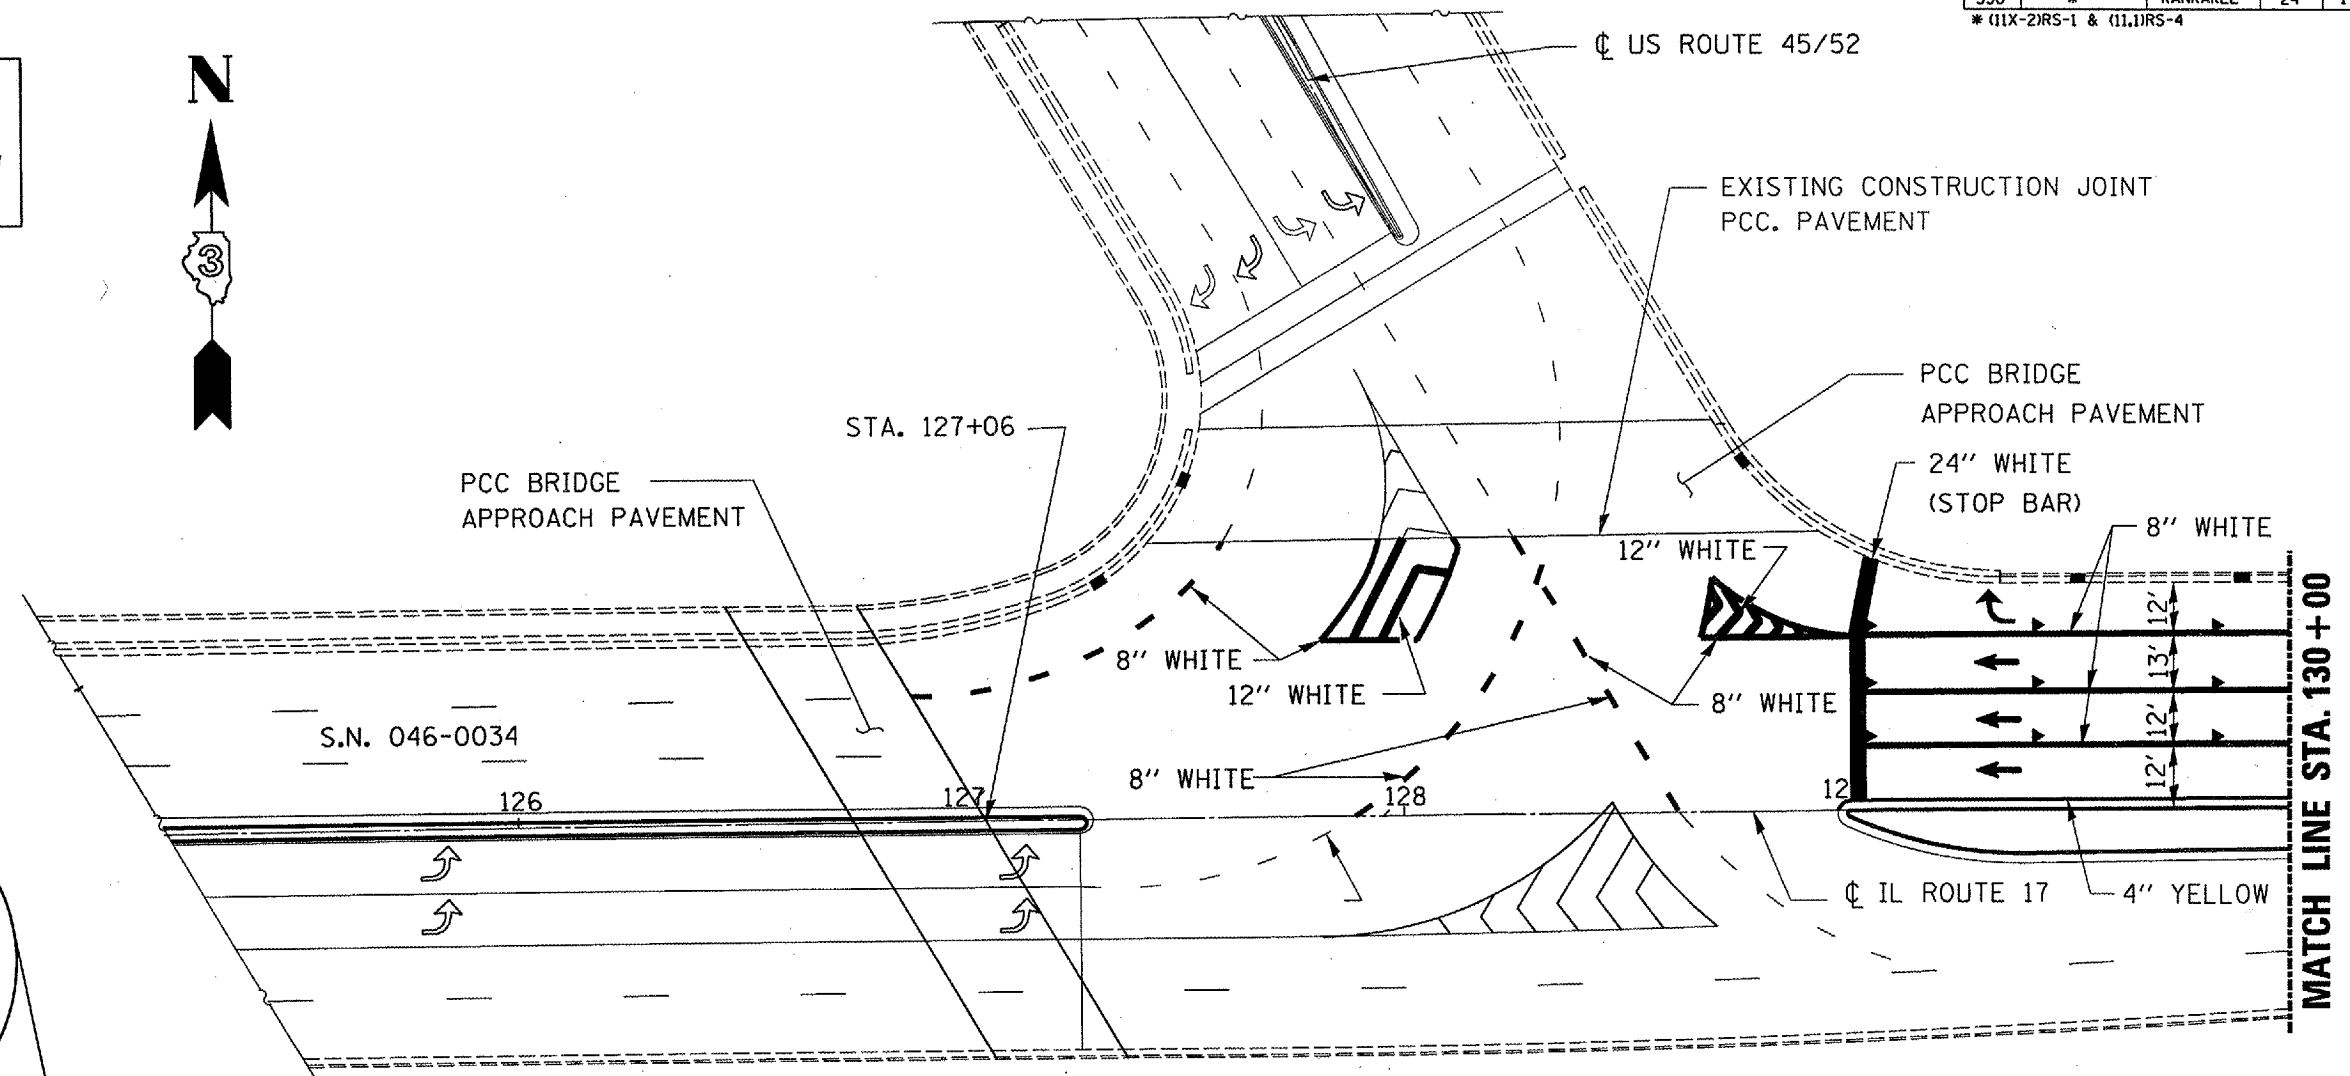 * (11X-2)RS-1 & (11,1)RS-4
N
3
℄ US ROUTE 45/52
EXISTING CONSTRUCTION JOINT
PCC. PAVEMENT
PCC BRIDGE
APPROACH PAVEMENT
STA. 127+06
24" WHITE
(STOP BAR)
PCC BRIDGE
APPROACH PAVEMENT
8" WHITE
12" WHITE
8" WHITE
12" WHITE
8" WHITE
12'
13'
12'
12'
S.N. 046-0034
8" WHITE
126
127
128
12
℄ IL ROUTE 17
4" YELLOW
MATCH LINE STA. 130+00